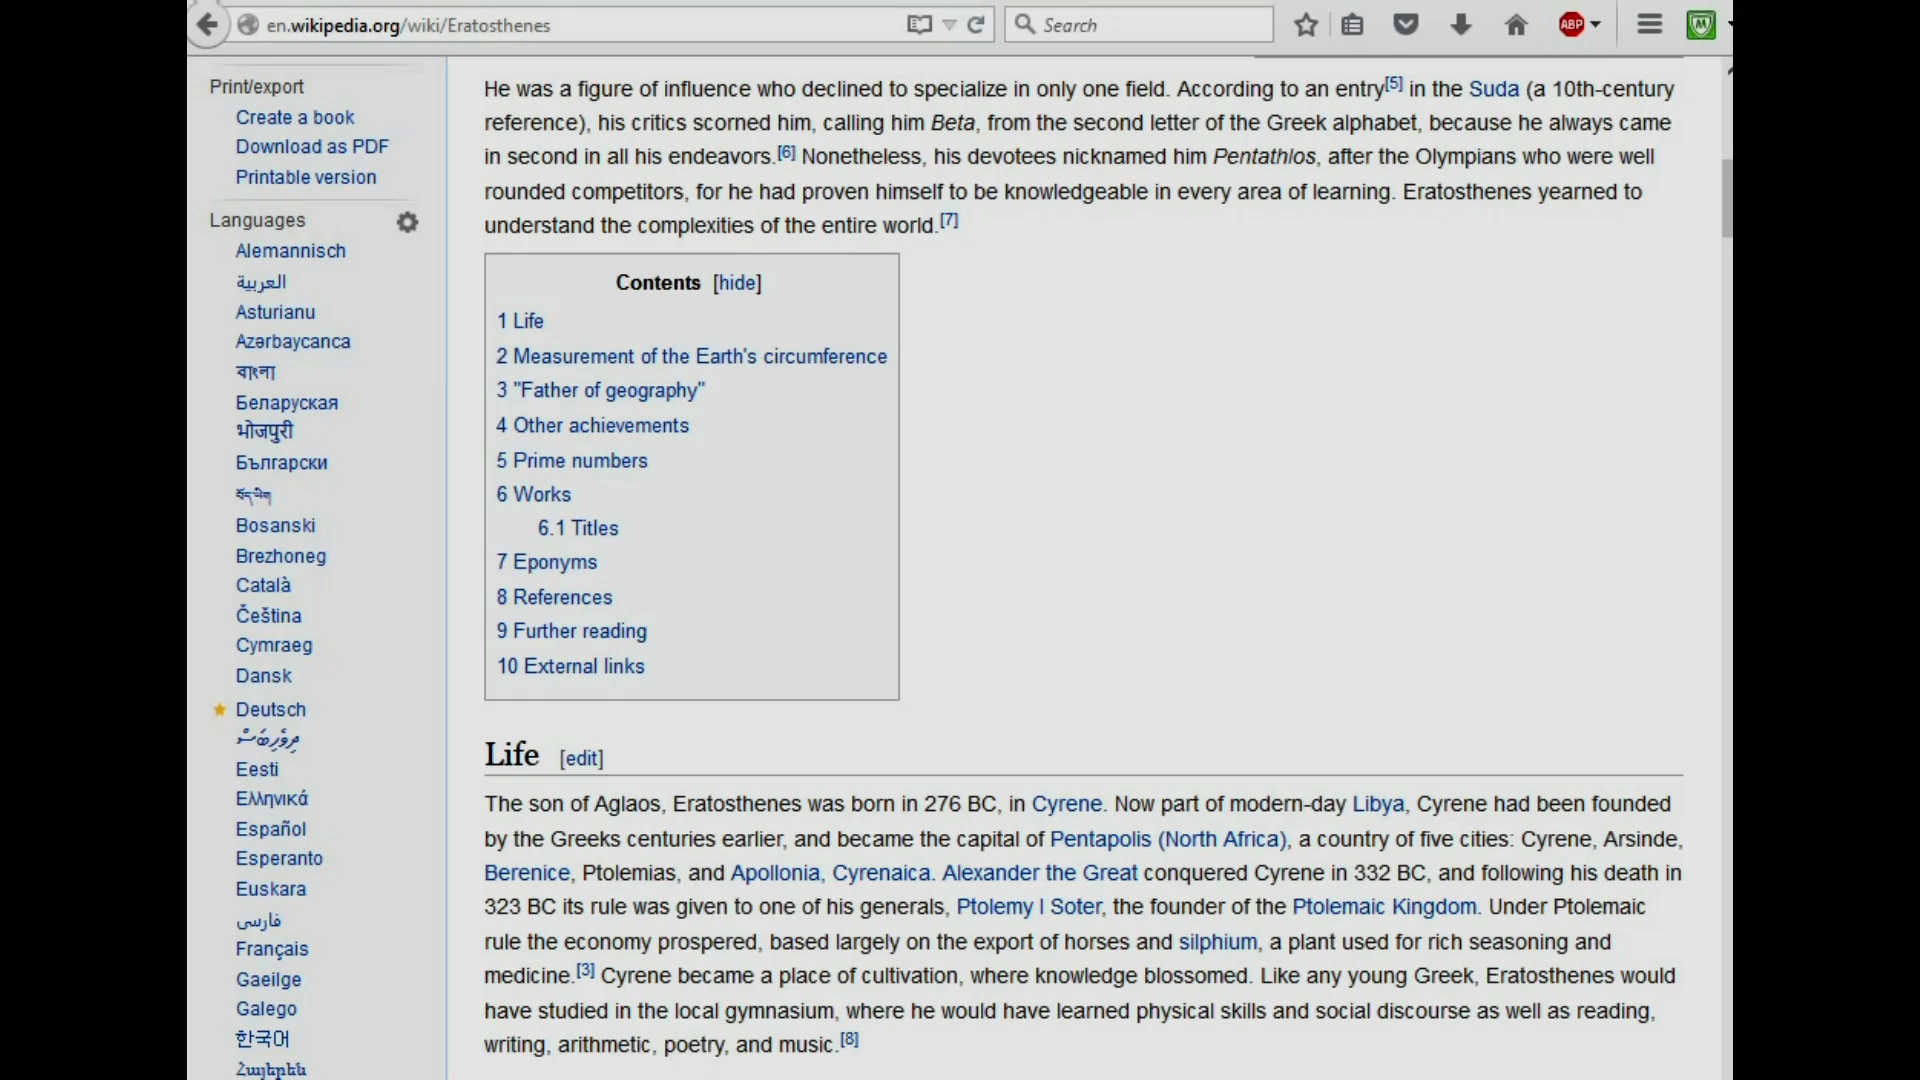 en.wikipedia.org/wiki/Eratosthenes
Search
ABP
Print/export
Create a book
Download as PDF
Printable version
Languages
Alemannisch
العربية
Asturianu
Azərbaycanca
বাংলা
Беларуская
भोजपुरी
Български
བོད་ཡིག
Bosanski
Brezhoneg
Català
Čeština
Cymraeg
Dansk
Deutsch
ދިވެހިބަސް
Eesti
Ελληνικά
Español
Esperanto
Euskara
فارسی
Français
Gaeilge
Galego
한국어
Հայերեն
He was a figure of influence who declined to specialize in only one field. According to an entry[5] in the Suda (a 10th-century
reference), his critics scorned him, calling him Beta, from the second letter of the Greek alphabet, because he always came
in second in all his endeavors.[6] Nonetheless, his devotees nicknamed him Pentathlos, after the Olympians who were well
rounded competitors, for he had proven himself to be knowledgeable in every area of learning. Eratosthenes yearned to
understand the complexities of the entire world.[7]
Contents [hide]
1 Life
2 Measurement of the Earth's circumference
3 "Father of geography"
4 Other achievements
5 Prime numbers
6 Works
6.1 Titles
7 Eponyms
8 References
9 Further reading
10 External links
Life [edit]
The son of Aglaos, Eratosthenes was born in 276 BC, in Cyrene. Now part of modern-day Libya, Cyrene had been founded
by the Greeks centuries earlier, and became the capital of Pentapolis (North Africa), a country of five cities: Cyrene, Arsinde,
Berenice, Ptolemias, and Apollonia, Cyrenaica. Alexander the Great conquered Cyrene in 332 BC, and following his death in
323 BC its rule was given to one of his generals, Ptolemy I Soter, the founder of the Ptolemaic Kingdom. Under Ptolemaic
rule the economy prospered, based largely on the export of horses and silphium, a plant used for rich seasoning and
medicine.[3] Cyrene became a place of cultivation, where knowledge blossomed. Like any young Greek, Eratosthenes would
have studied in the local gymnasium, where he would have learned physical skills and social discourse as well as reading,
writing, arithmetic, poetry, and music.[8]